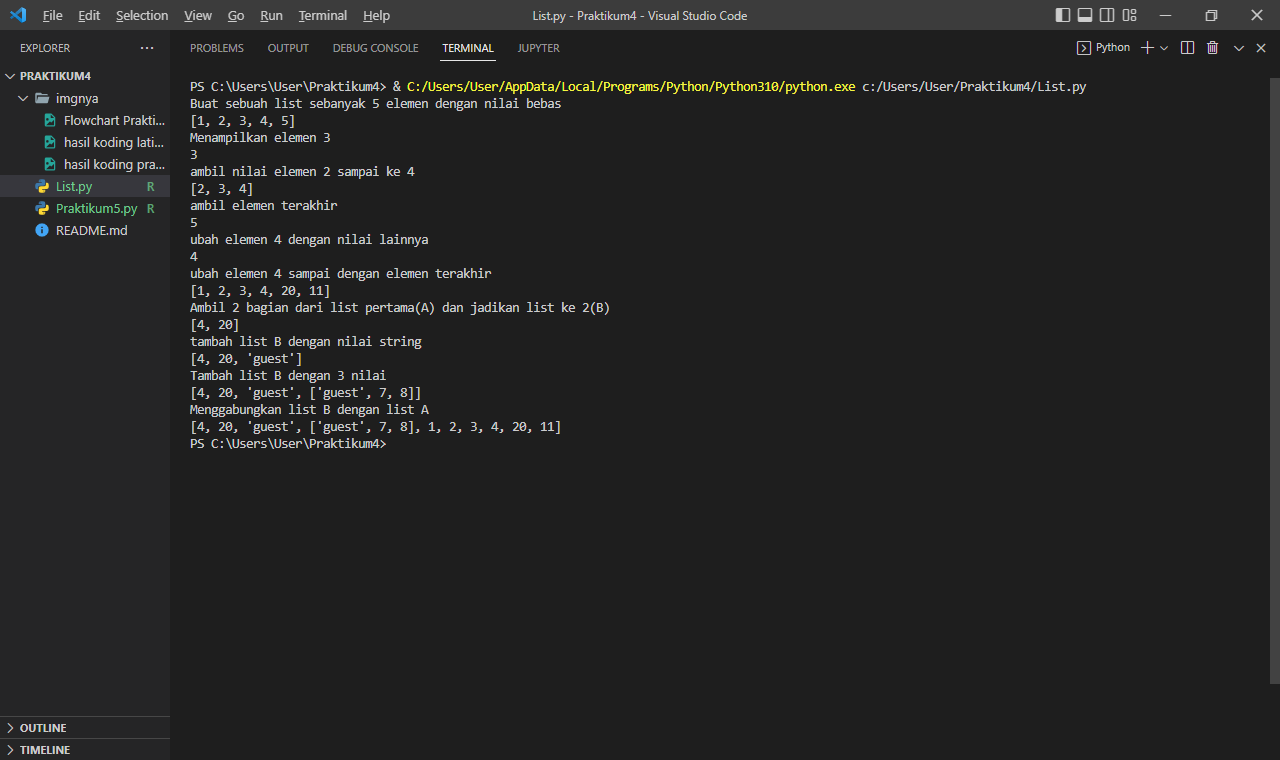 File Edit Selection View Go Run Terminal Help List.py - Praktikum4 - Visual Studio Code
EXPLORER ...
PRAKTIKUM4
imgnya
Flowchart Prakti...
hasil koding lati...
hasil koding pra...
List.py R
Praktikum5.py R
README.md
OUTLINE
TIMELINE
PROBLEMS OUTPUT DEBUG CONSOLE TERMINAL JUPYTER Python
PS C:\Users\User\Praktikum4> & C:/Users/User/AppData/Local/Programs/Python/Python310/python.exe c:/Users/User/Praktikum4/List.py
Buat sebuah list sebanyak 5 elemen dengan nilai bebas
[1, 2, 3, 4, 5]
Menampilkan elemen 3
3
ambil nilai elemen 2 sampai ke 4
[2, 3, 4]
ambil elemen terakhir
5
ubah elemen 4 dengan nilai lainnya
4
ubah elemen 4 sampai dengan elemen terakhir
[1, 2, 3, 4, 20, 11]
Ambil 2 bagian dari list pertama(A) dan jadikan list ke 2(B)
[4, 20]
tambah list B dengan nilai string
[4, 20, 'guest']
Tambah list B dengan 3 nilai
[4, 20, 'guest', ['guest', 7, 8]]
Menggabungkan list B dengan list A
[4, 20, 'guest', ['guest', 7, 8], 1, 2, 3, 4, 20, 11]
PS C:\Users\User\Praktikum4>